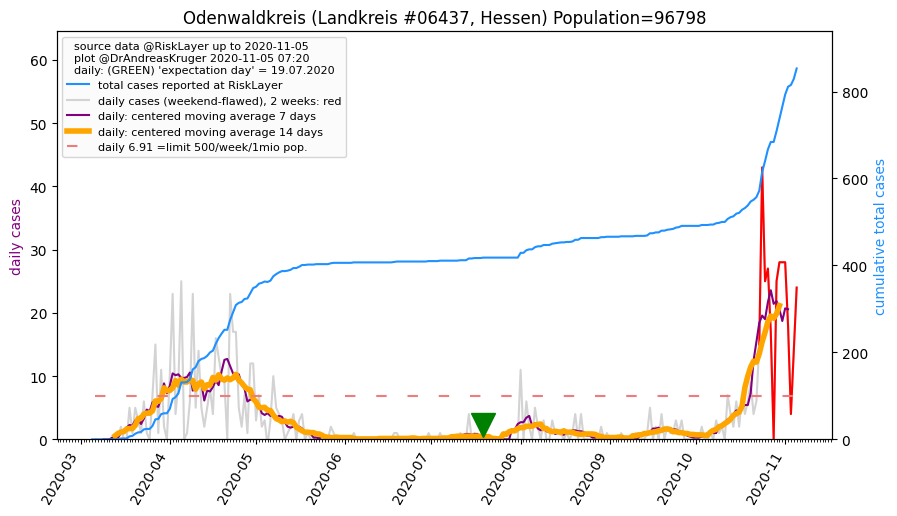 Odenwaldkreis (Landkreis #06437, Hessen) Population=96798
source data @RiskLayer up to 2020-11-05
plot @DrAndreasKruger 2020-11-05 07:20
daily: (GREEN) 'expectation day' = 19.07.2020
total cases reported at RiskLayer
daily cases (weekend-flawed), 2 weeks: red
daily: centered moving average 7 days
daily: centered moving average 14 days
daily 6.91 =limit 500/week/1mio pop.
daily cases
60
50
40
30
20
10
0
cumulative total cases
800
600
400
200
0
2020-03
2020-04
2020-05
2020-06
2020-07
2020-08
2020-09
2020-10
2020-11